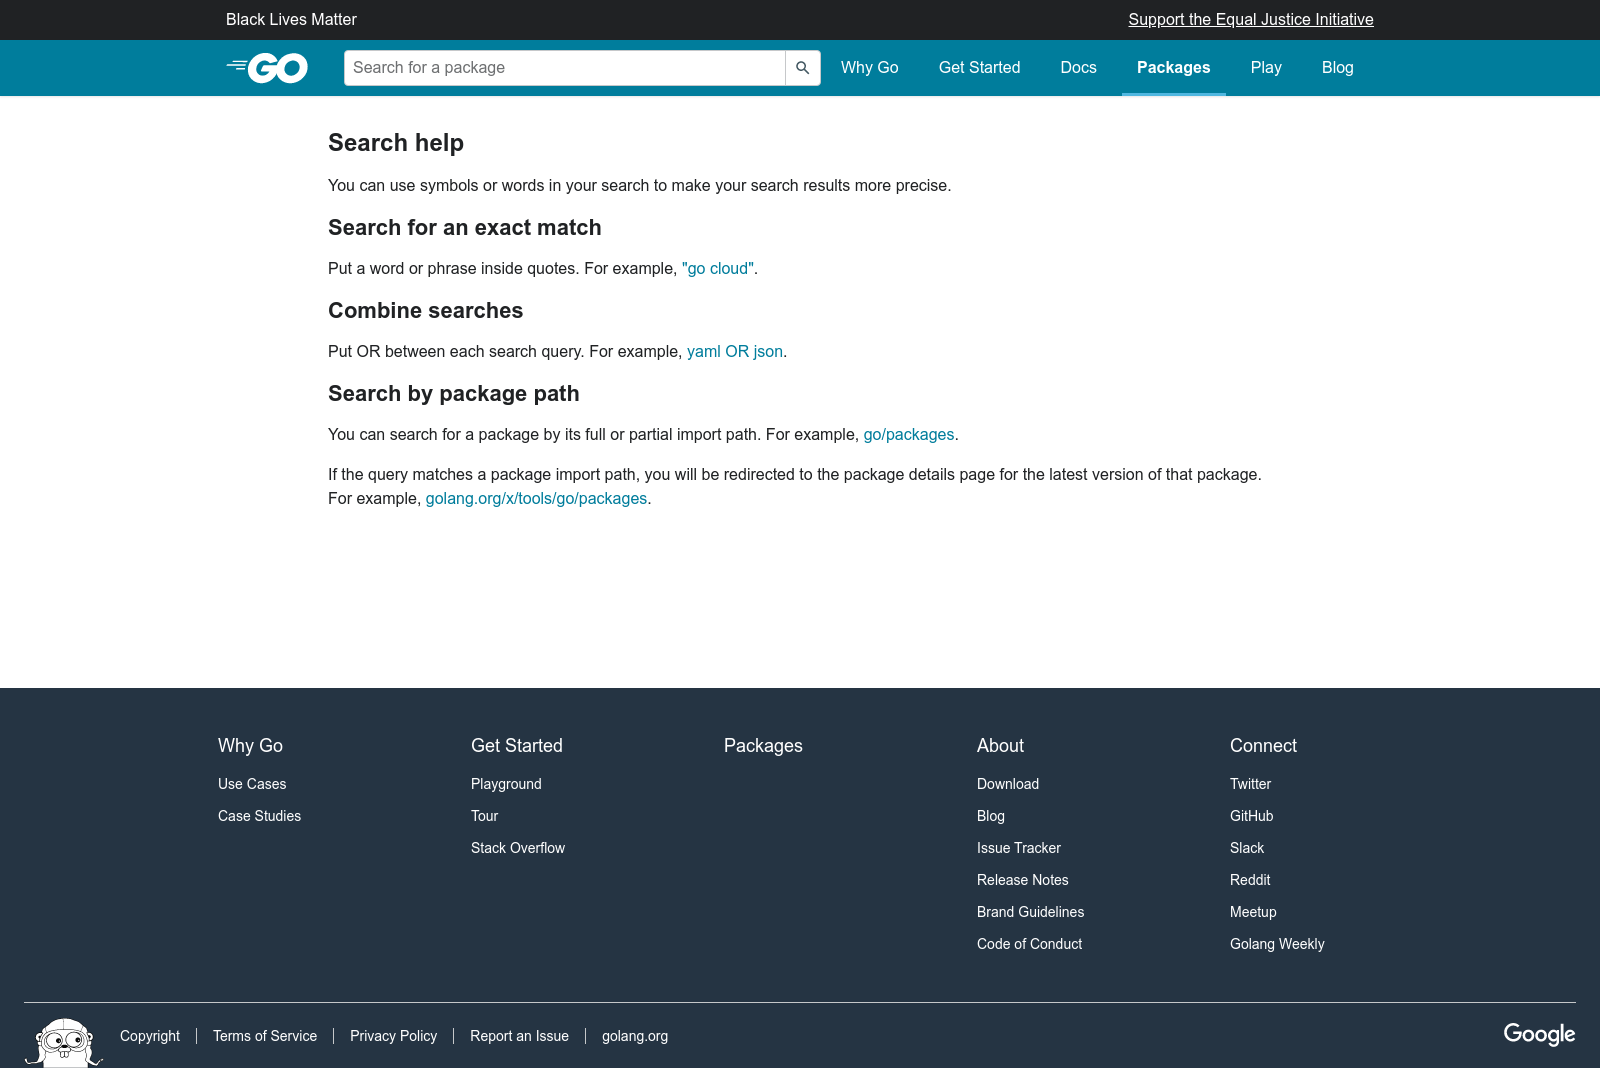 Black Lives Matter
Support the Equal Justice Initiative
GO
Search for a package
Why Go
Get Started
Docs
Packages
Play
Blog
Search help
You can use symbols or words in your search to make your search results more precise.
Search for an exact match
Put a word or phrase inside quotes. For example, "go cloud".
Combine searches
Put OR between each search query. For example, yaml OR json.
Search by package path
You can search for a package by its full or partial import path. For example, go/packages.
If the query matches a package import path, you will be redirected to the package details page for the latest version of that package.
For example, golang.org/x/tools/go/packages.
Why Go
Use Cases
Case Studies
Get Started
Playground
Tour
Stack Overflow
Packages
About
Download
Blog
Issue Tracker
Release Notes
Brand Guidelines
Code of Conduct
Connect
Twitter
GitHub
Slack
Reddit
Meetup
Golang Weekly
Copyright
Terms of Service
Privacy Policy
Report an Issue
golang.org
Google